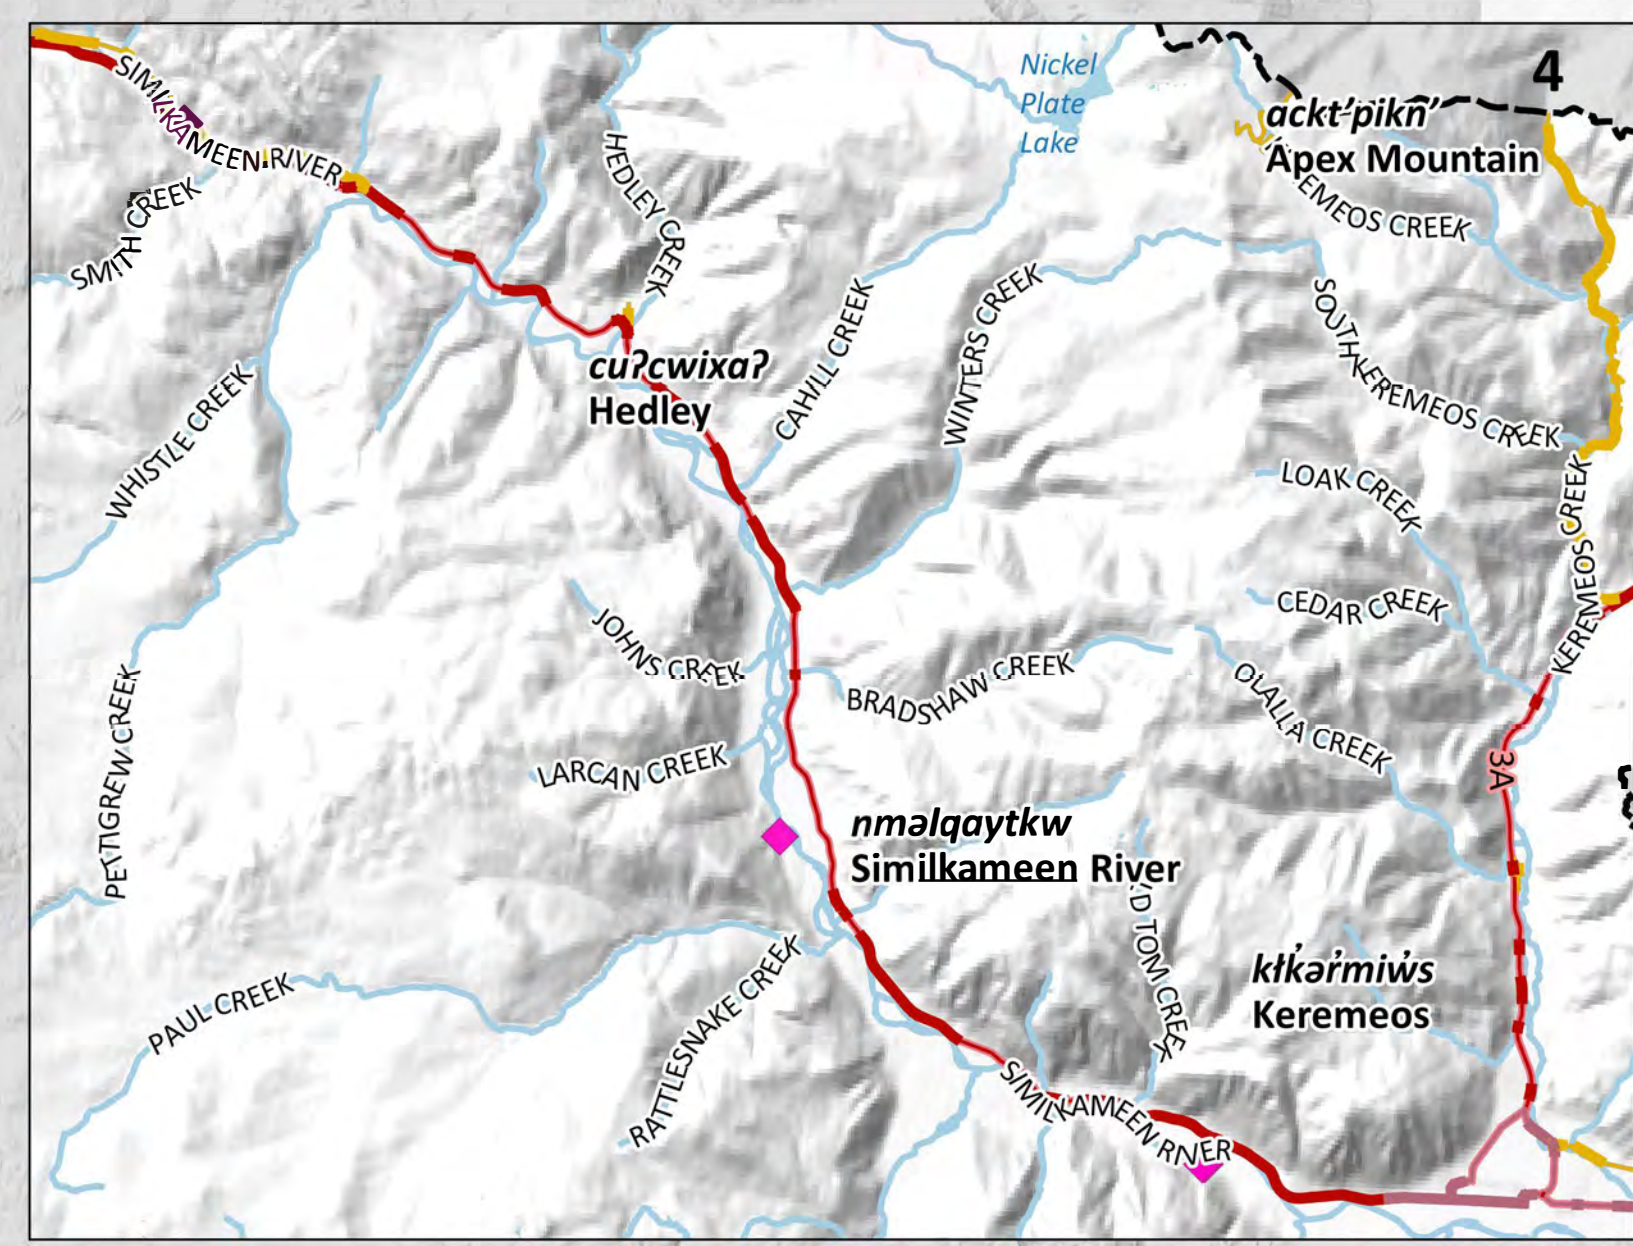 4
Nickel
Plate
Lake
ackt’pikn̓
Apex Mountain
SIMILKAMEEN RIVER
SMITH CREEK
HEDLEY CREEK
KEREMEOS CREEK
cuʔcwixaʔ
Hedley
CAHILL CREEK
WINTERS CREEK
SOUTH KEREMEOS CREEK
WHISTLE CREEK
LOAK CREEK
KEREMEOS CREEK
CEDAR CREEK
JOHNS CREEK
BRADSHAW CREEK
OLALLA CREEK
PETTIGREW CREEK
LARCAN CREEK
3A
nməlqaytkw
Similkameen River
TOM CREEK
kɬk̓ər̓miw̓s
Keremeos
PAUL CREEK
RATTLESNAKE CREEK
SIMILKAMEEN RIVER